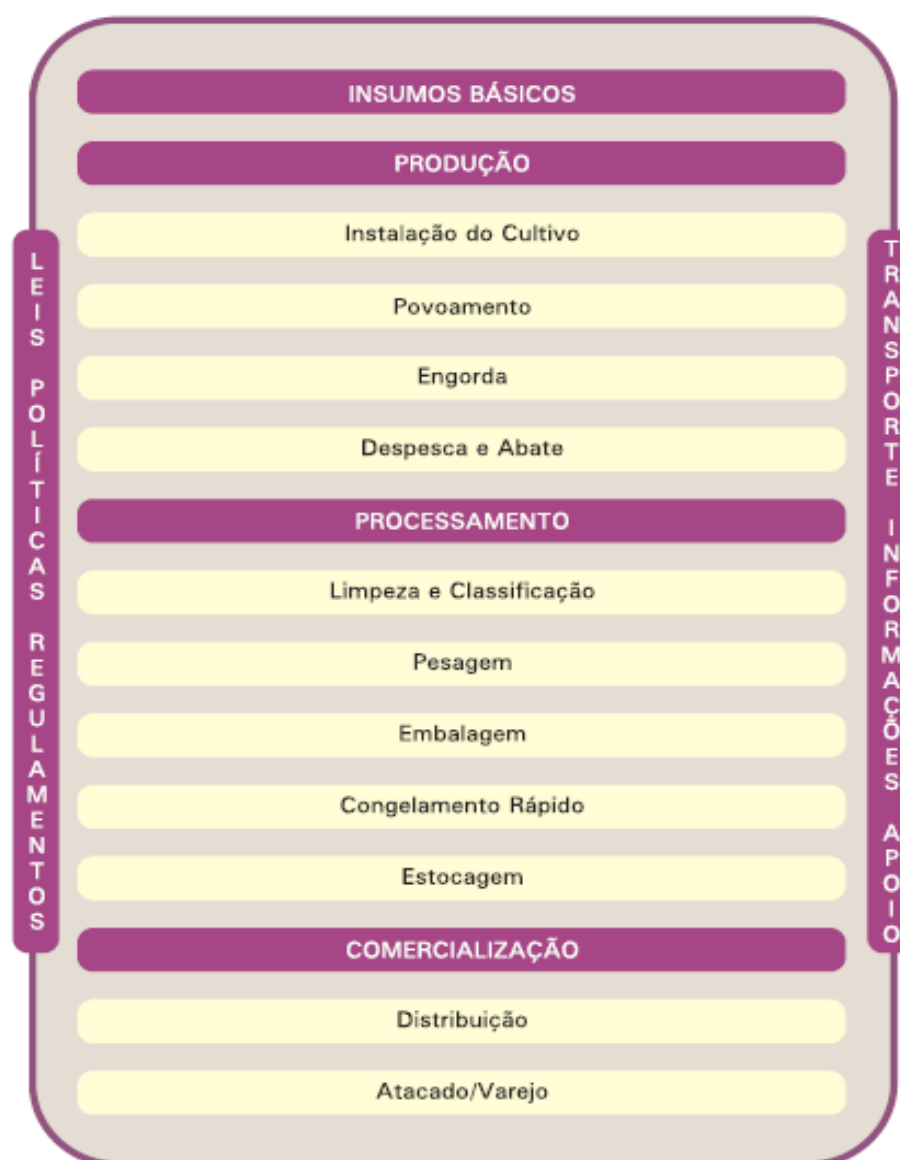 INSUMOS BÁSICOS
PRODUÇÃO
Instalação do Cultivo
Povoamento
Engorda
Despesca e Abate
PROCESSAMENTO
Limpeza e Classificação
Pesagem
Embalagem
Congelamento Rápido
Estocagem
COMERCIALIZAÇÃO
Distribuição
Atacado/Varejo
LEIS POLÍTICAS REGULAMENTOS
TRANSPORTE INFORMAÇÕES APOIO